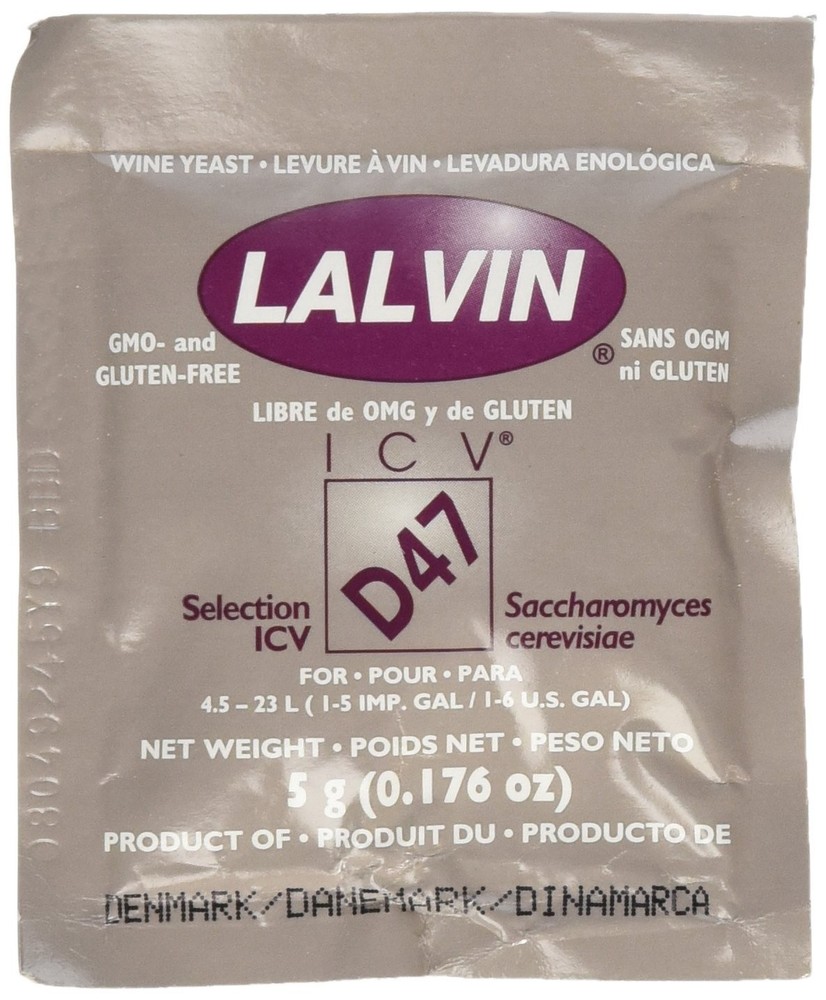 WINE YEAST • LEVURE À VIN • LEVADURA ENOLÓGICA
LALVIN®
GMO- and
GLUTEN-FREE
SANS OGM
ni GLUTEN
LIBRE de OMG y de GLUTEN
ICV®
D47
Selection
ICV
Saccharomyces
cerevisiae
FOR • POUR • PARA
4.5 – 23 L ( 1-5 IMP. GAL / 1-6 U.S. GAL)
NET WEIGHT • POIDS NET • PESO NETO
5 g (0.176 oz)
PRODUCT OF • PRODUIT DU • PRODUCTO DE
DENMARK/DANEMARK/DINAMARCA